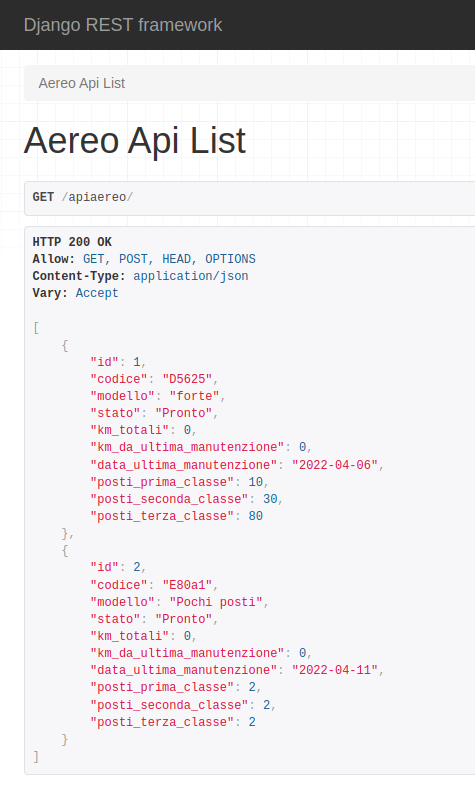 Django REST framework
Aereo Api List
Aereo Api List
GET /apiaereo/
HTTP 200 OK
Allow: GET, POST, HEAD, OPTIONS
Content-Type: application/json
Vary: Accept
[
    {
        "id": 1,
        "codice": "D5625",
        "modello": "forte",
        "stato": "Pronto",
        "km_totali": 0,
        "km_da_ultima_manutenzione": 0,
        "data_ultima_manutenzione": "2022-04-06",
        "posti_prima_classe": 10,
        "posti_seconda_classe": 30,
        "posti_terza_classe": 80
    },
    {
        "id": 2,
        "codice": "E80a1",
        "modello": "Pochi posti",
        "stato": "Pronto",
        "km_totali": 0,
        "km_da_ultima_manutenzione": 0,
        "data_ultima_manutenzione": "2022-04-11",
        "posti_prima_classe": 2,
        "posti_seconda_classe": 2,
        "posti_terza_classe": 2
    }
]